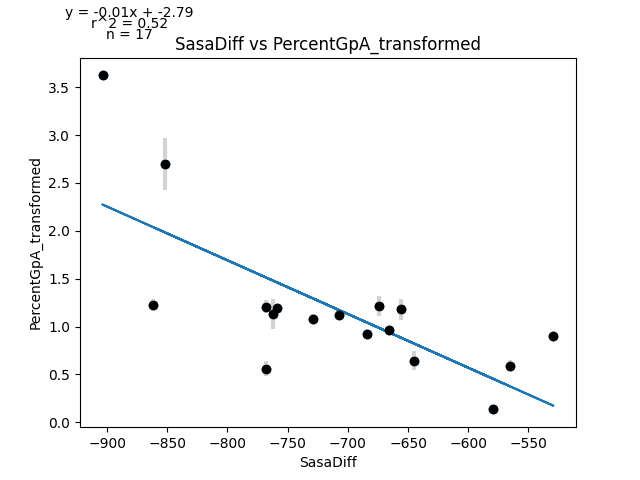 y = -0.01x + -2.79
r^2 = 0.52
n = 17
SasaDiff vs PercentGpA_transformed
PercentGpA_transformed
3.5
3.0
2.5
2.0
1.5
1.0
0.5
0.0
−900 −850 −800 −750 −700 −650 −600 −550
SasaDiff